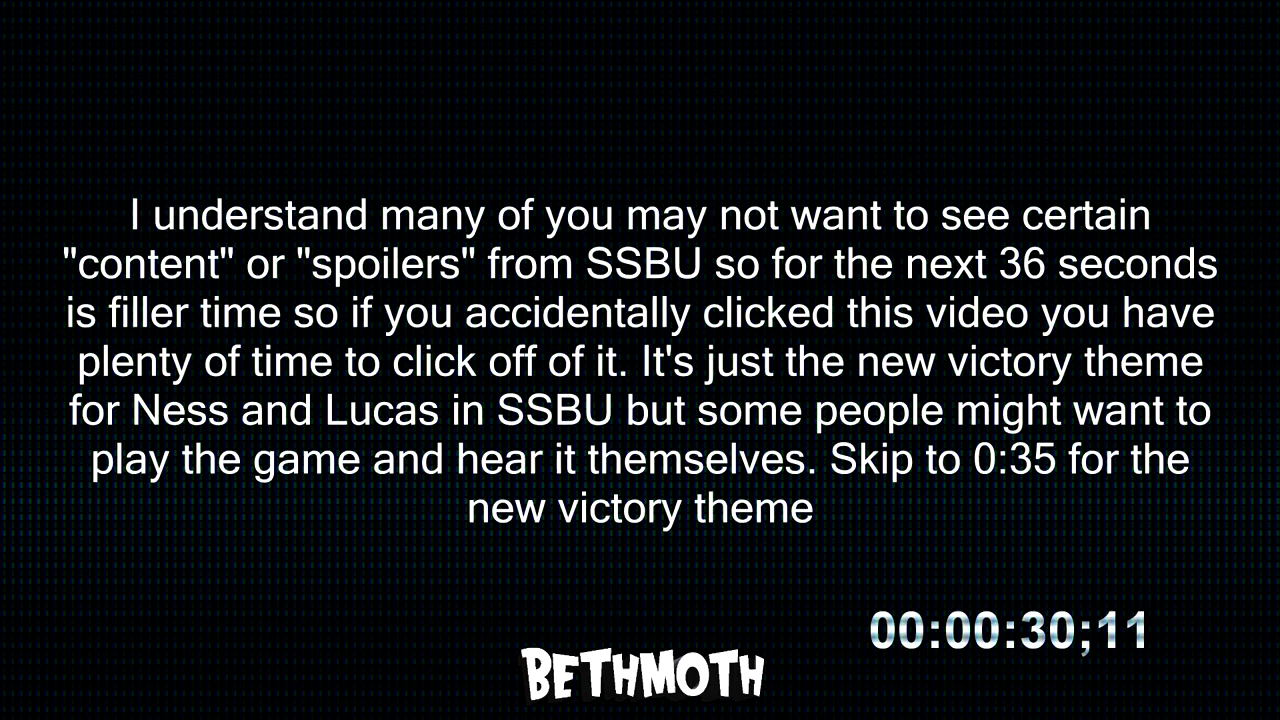 I understand many of you may not want to see certain
"content" or "spoilers" from SSBU so for the next 36 seconds
is filler time so if you accidentally clicked this video you have
plenty of time to click off of it. It's just the new victory theme
for Ness and Lucas in SSBU but some people might want to
play the game and hear it themselves. Skip to 0:35 for the
new victory theme
00:00:30;11
BETHMOTH